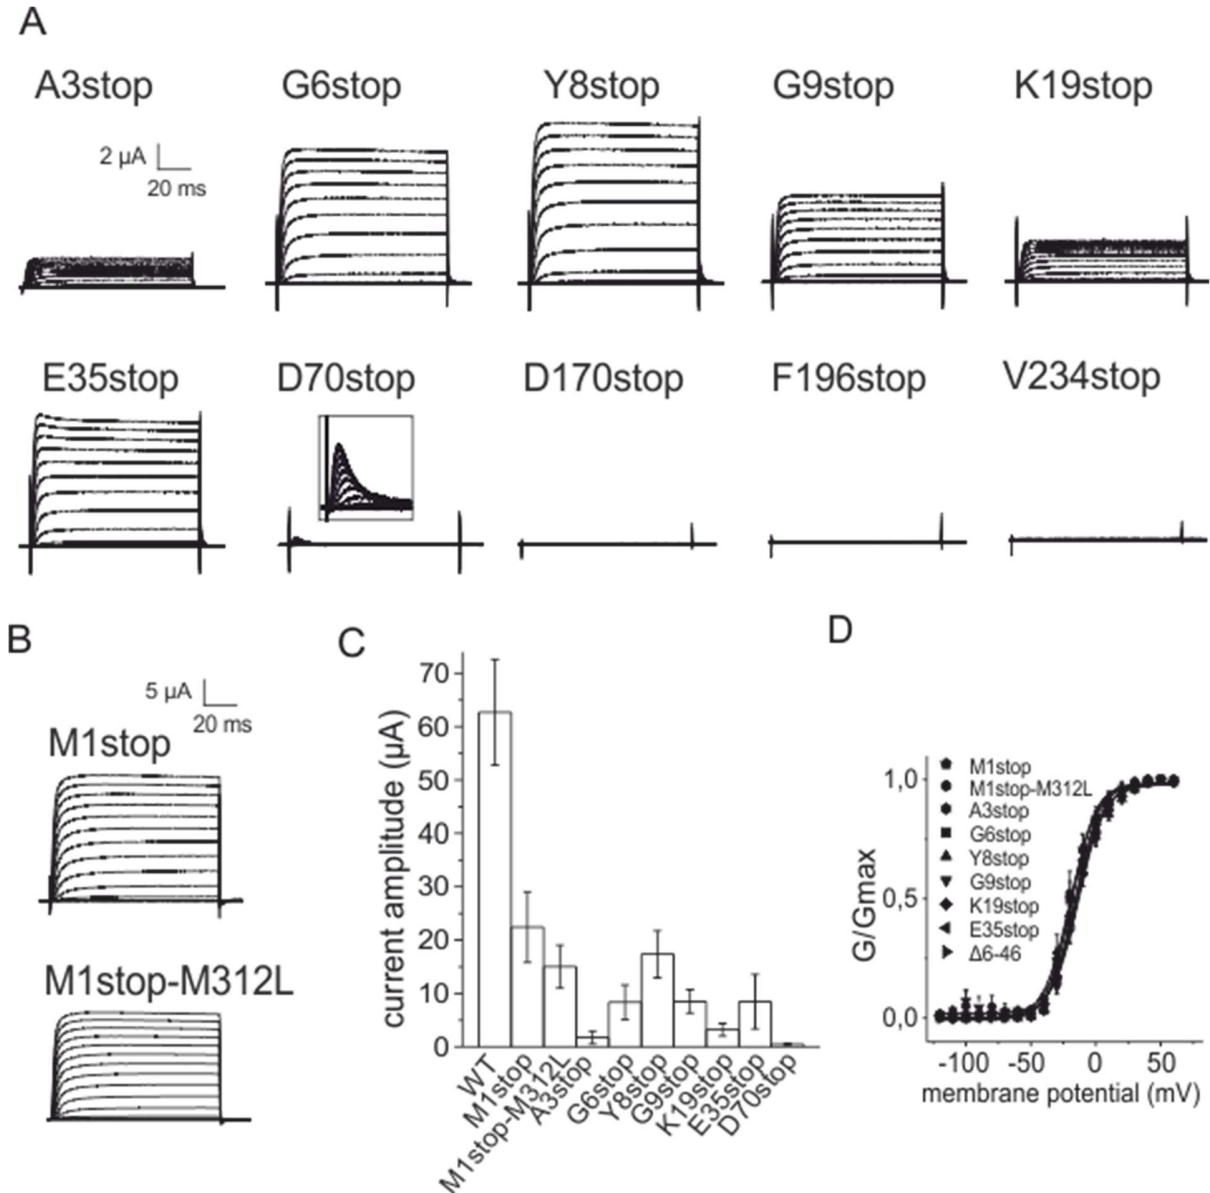 A
A3stop G6stop Y8stop G9stop K19stop
2 µA
20 ms
E35stop D70stop D170stop F196stop V234stop
B
5 µA
20 ms
M1stop
M1stop-M312L
C
70
60
50
40
30
20
10
0
current amplitude (µA)
WT M1stop M1stop-M312L A3stop G6stop Y8stop G9stop K19stop E35stop D70stop
D
1,0
0,5
0,0
G/Gmax
M1stop
M1stop-M312L
A3stop
G6stop
Y8stop
G9stop
K19stop
E35stop
Δ6-46
-100 -50 0 50
membrane potential (mV)